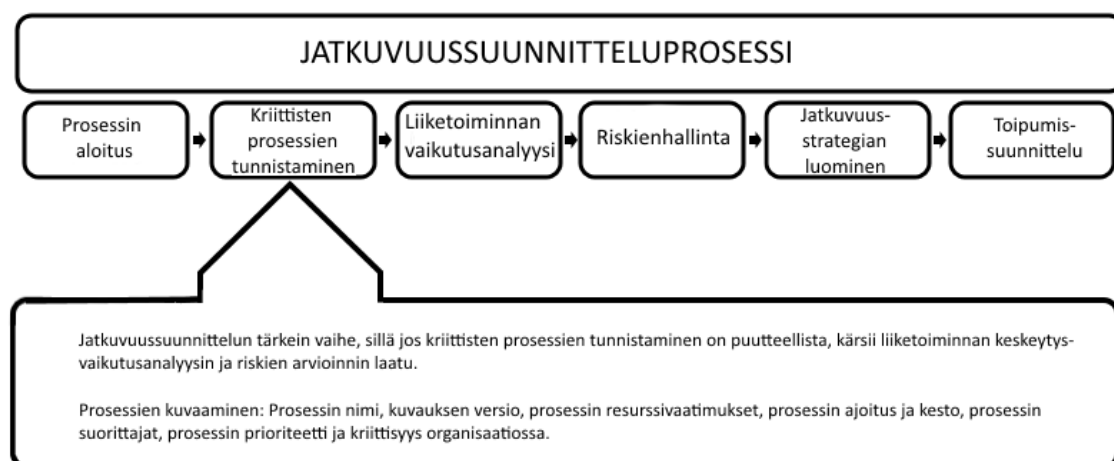 JATKUVUUSSUUNNITTELUPROSESSI
Prosessin
aloitus
Kriittisten
prosessien
tunnistaminen
Liiketoiminnan
vaikutusanalyysi
Riskienhallinta
Jatkuvuus-
strategian
luominen
Toipumis-
suunnittelu
Jatkuvuussuunnittelun tärkein vaihe, sillä jos kriittisten prosessien tunnistaminen on puutteellista, kärsii liiketoiminnan keskeytys-
vaikutusanalyysin ja riskien arvioinnin laatu.
Prosessien kuvaaminen: Prosessin nimi, kuvauksen versio, prosessin resurssivaatimukset, prosessin ajoitus ja kesto, prosessin
suorittajat, prosessin prioriteetti ja kriittisyys organisaatiossa.